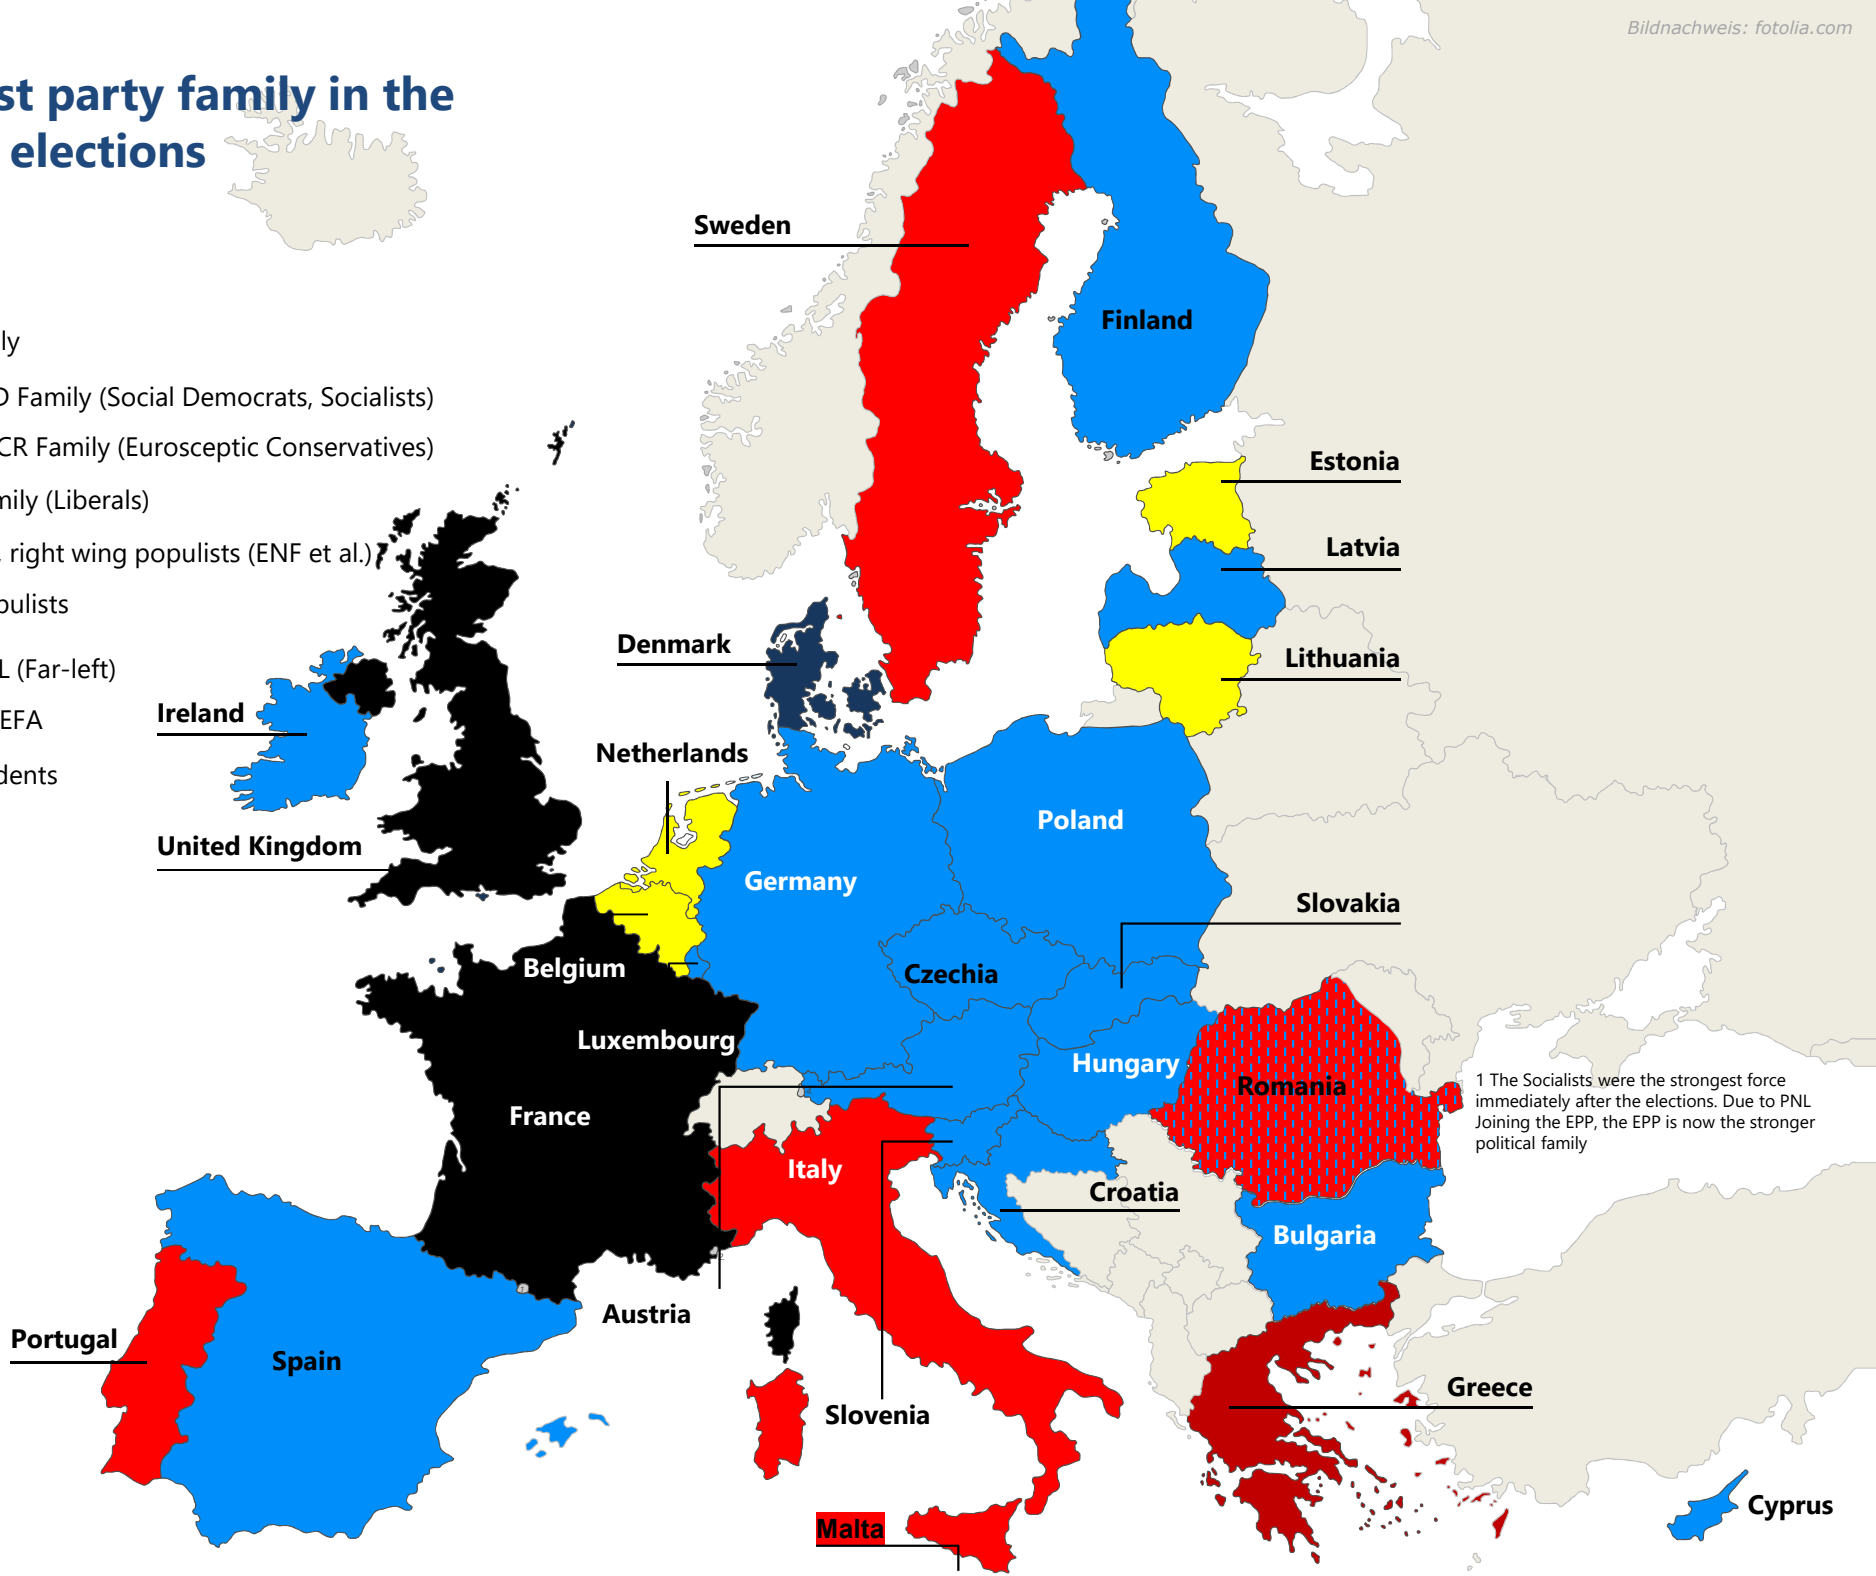 Bildnachweis: fotolia.com
st party family in the
elections
ly
D Family (Social Democrats, Socialists)
CR Family (Eurosceptic Conservatives)
mily (Liberals)
, right wing populists (ENF et al.)
pulists
L (Far-left)
EFA
dents
Sweden
Finland
Estonia
Latvia
Lithuania
Denmark
Ireland
Netherlands
United Kingdom
Poland
Germany
Slovakia
Belgium
Czechia
Luxembourg
Hungary
Romania
1 The Socialists were the strongest force
immediately after the elections. Due to PNL
Joining the EPP, the EPP is now the stronger
political family
France
Italy
Croatia
Bulgaria
Austria
Portugal
Spain
Slovenia
Greece
Malta
Cyprus